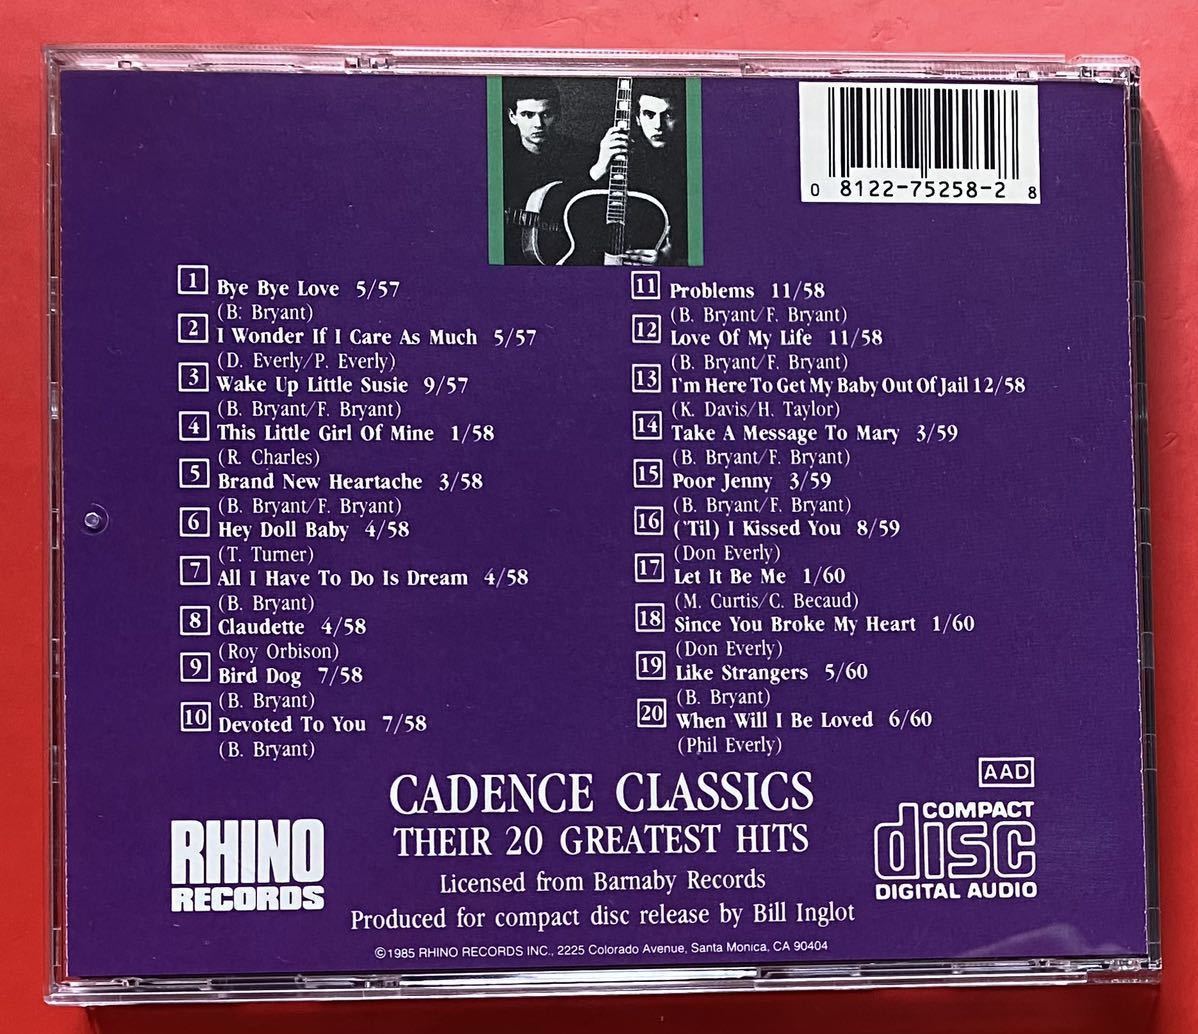 0 8122-75258-2 8
1 Bye Bye Love 5/57
(B. Bryant)
2 I Wonder If I Care As Much 5/57
(D. Everly/P. Everly)
3 Wake Up Little Susie 9/57
(B. Bryant/F. Bryant)
4 This Little Girl Of Mine 1/58
(R. Charles)
5 Brand New Heartache 3/58
(B. Bryant/F. Bryant)
6 Hey Doll Baby 4/58
(T. Turner)
7 All I Have To Do Is Dream 4/58
(B. Bryant)
8 Claudette 4/58
(Roy Orbison)
9 Bird Dog 7/58
(B. Bryant)
10 Devoted To You 7/58
(B. Bryant)
11 Problems 11/58
(B. Bryant/F. Bryant)
12 Love Of My Life 11/58
(B. Bryant/F. Bryant)
13 I'm Here To Get My Baby Out Of Jail 12/58
(K. Davis/H. Taylor)
14 Take A Message To Mary 3/59
(B. Bryant/F. Bryant)
15 Poor Jenny 3/59
(B. Bryant/F. Bryant)
16 ('Til) I Kissed You 8/59
(Don Everly)
17 Let It Be Me 1/60
(M. Curtis/C. Becaud)
18 Since You Broke My Heart 1/60
(Don Everly)
19 Like Strangers 5/60
(B. Bryant)
20 When Will I Be Loved 6/60
(Phil Everly)
CADENCE CLASSICS
THEIR 20 GREATEST HITS
Licensed from Barnaby Records
Produced for compact disc release by Bill Inglot
©1985 RHINO RECORDS INC., 2225 Colorado Avenue, Santa Monica, CA 90404
RHINO
RECORDS
AAD
COMPACT
disc
DIGITAL AUDIO